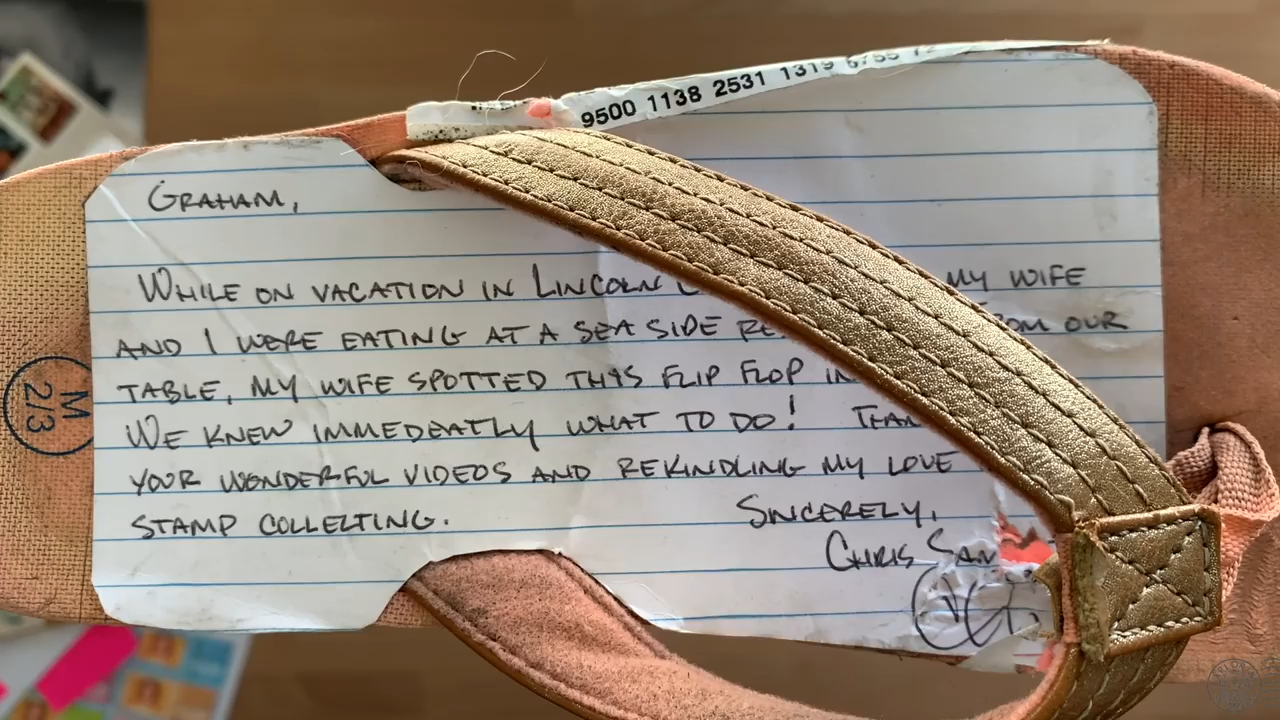 9500 1138 2531 1319 6755
GRAHAM,
WHILE ON VACATION IN LINCOLN MY WIFE
AND I WERE EATING AT A SEA SIDE OUR
TABLE, MY WIFE SPOTTED THIS FLIP FLOP
WE KNEW IMMEDEATLY WHAT TO DO!
YOUR WONDERFUL VIDEOS AND REKINDLING MY LOVE
STAMP COLLECTING.
SINCERELY,
CHRIS
M
2/3